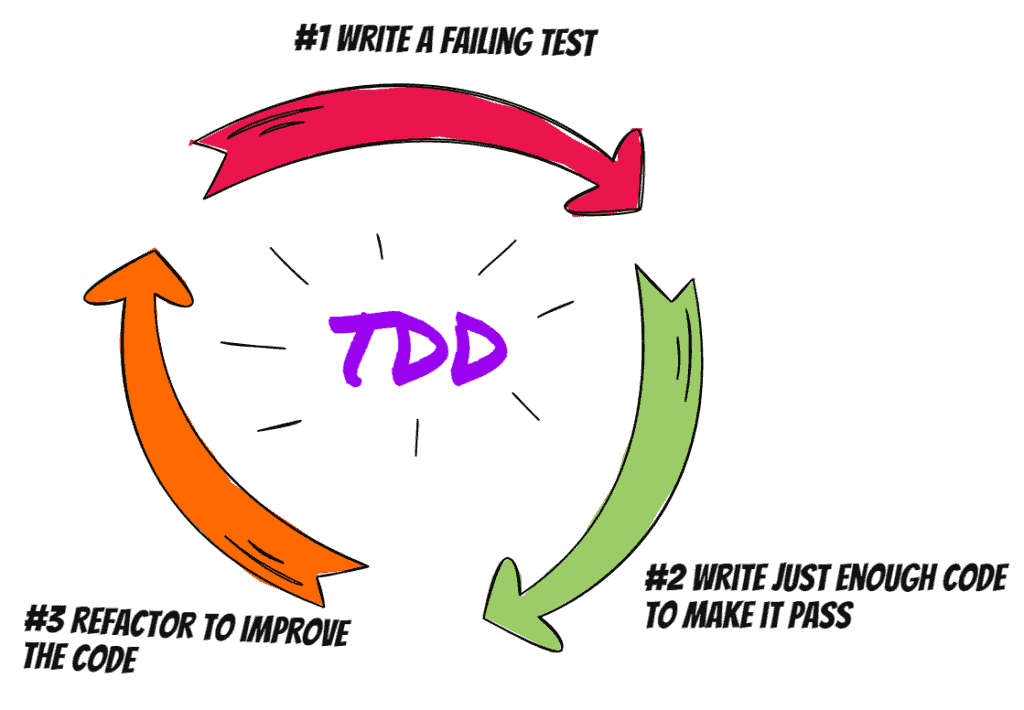 #1 WRITE A FAILING TEST
TDD
#2 WRITE JUST ENOUGH CODE
TO MAKE IT PASS
#3 REFACTOR TO IMPROVE
THE CODE